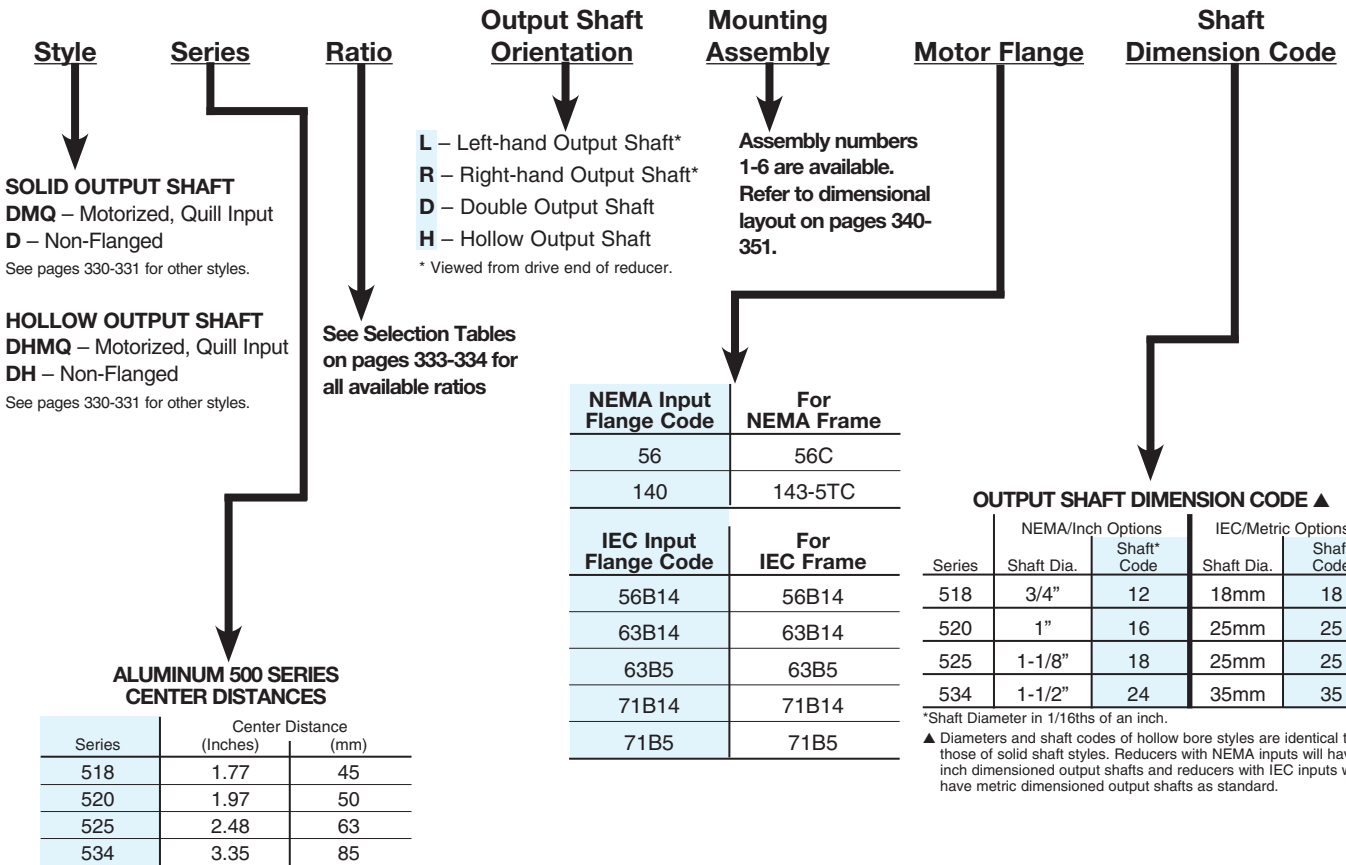 Style
Series
Ratio
Output Shaft
Orientation
Mounting
Assembly
Motor Flange
Shaft
Dimension Code
SOLID OUTPUT SHAFT
DMQ – Motorized, Quill Input
D – Non-Flanged
See pages 330-331 for other styles.
HOLLOW OUTPUT SHAFT
DHMQ – Motorized, Quill Input
DH – Non-Flanged
See pages 330-331 for other styles.
See Selection Tables
on pages 333-334 for
all available ratios
L – Left-hand Output Shaft*
R – Right-hand Output Shaft*
D – Double Output Shaft
H – Hollow Output Shaft
* Viewed from drive end of reducer.
Assembly numbers
1-6 are available.
Refer to dimensional
layout on pages 340-
351.
NEMA Input Flange Code For NEMA Frame
56 56C
140 143-5TC
IEC Input Flange Code For IEC Frame
56B14 56B14
63B14 63B14
63B5 63B5
71B14 71B14
71B5 71B5
ALUMINUM 500 SERIES
CENTER DISTANCES
Center Distance
Series (Inches) (mm)
518 1.77 45
520 1.97 50
525 2.48 63
534 3.35 85
OUTPUT SHAFT DIMENSION CODE ▲
NEMA/Inch Options IEC/Metric Options
Series Shaft Dia. Shaft* Code Shaft Dia.
518 3/4” 12 18mm 18
520 1” 16 25mm 25
525 1-1/8” 18 25mm 25
534 1-1/2” 24 35mm 35
*Shaft Diameter in 1/16ths of an inch.
▲ Diameters and shaft codes of hollow bore styles are identical
those of solid shaft styles. Reducers with NEMA inputs will
inch dimensioned output shafts and reducers with IEC inputs
have metric dimensioned output shafts as standard.